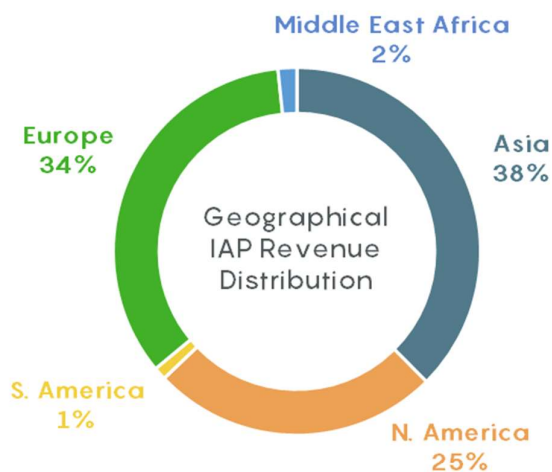 Middle East Africa
2%
Europe
34%
Asia
38%
Geographical
IAP Revenue
Distribution
S. America
1%
N. America
25%